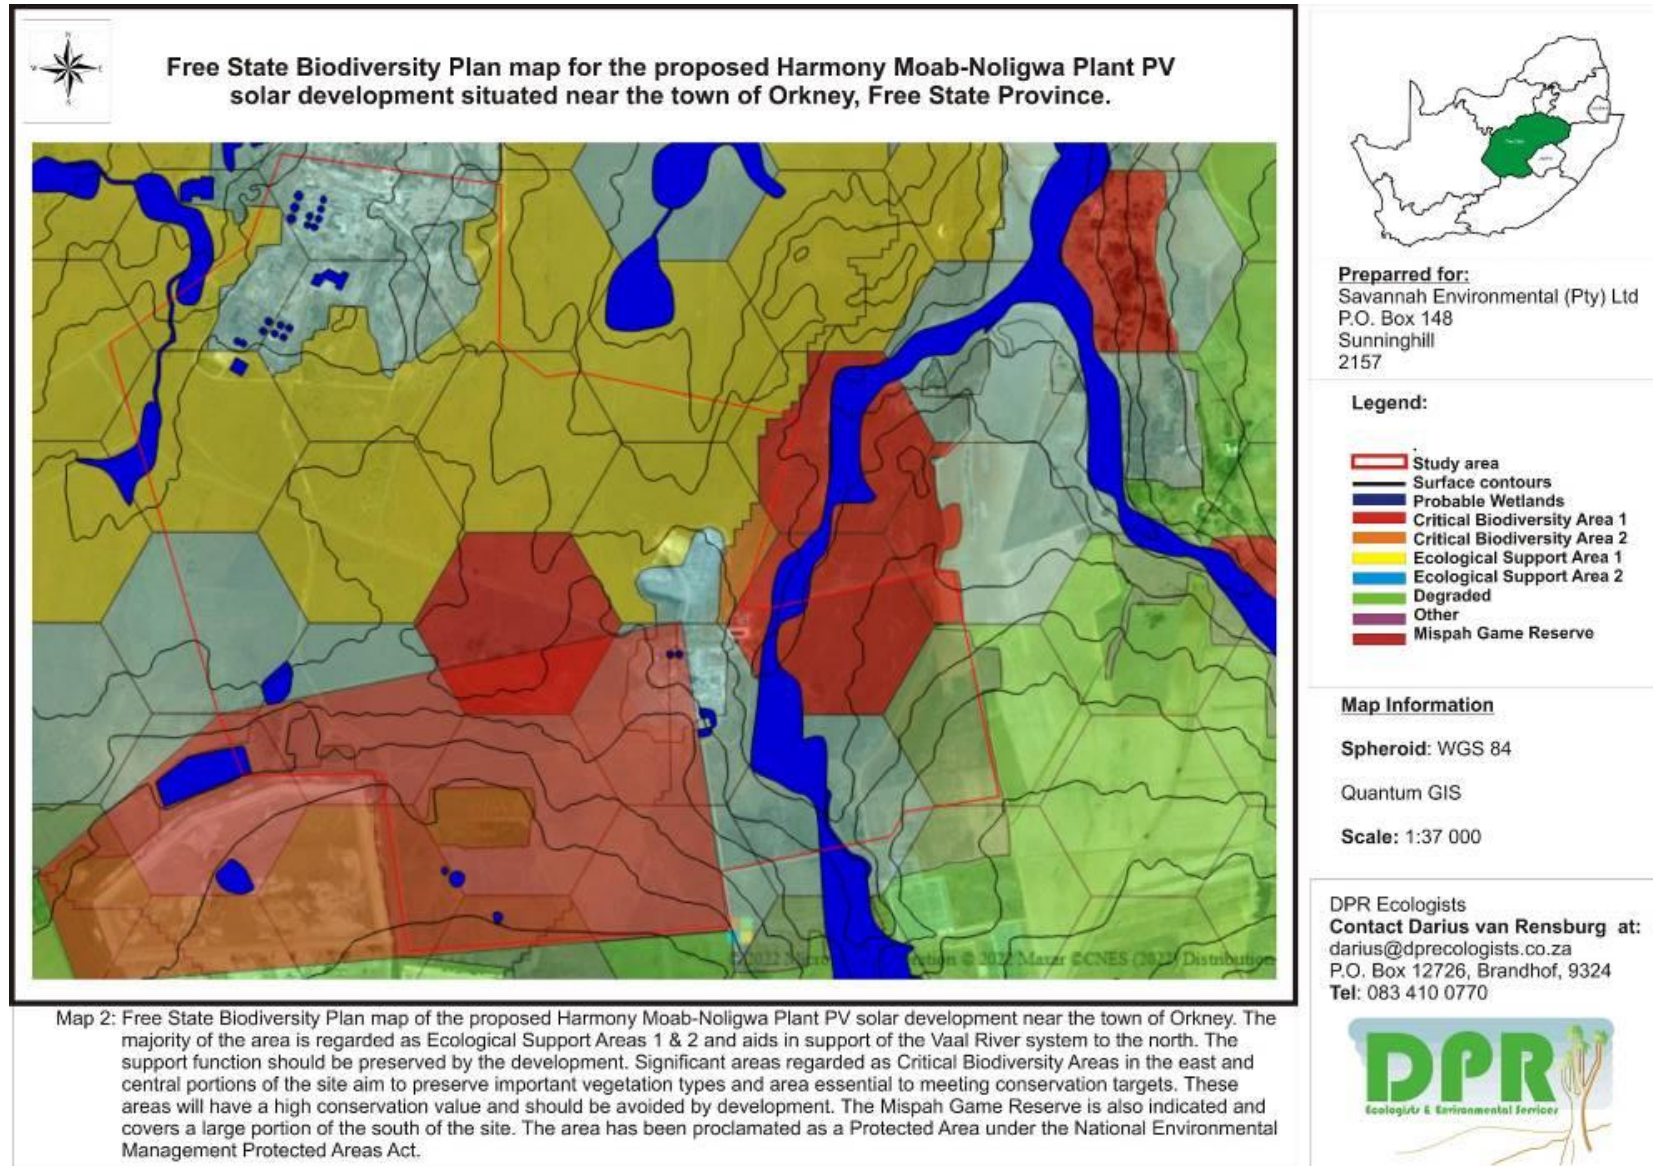 N
W
E
S
Free State Biodiversity Plan map for the proposed Harmony Moab-Noligwa Plant PV
solar development situated near the town of Orkney, Free State Province.
Preparred for:
Savannah Environmental (Pty) Ltd
P.O. Box 148
Sunninghill
2157
Legend:
Study area
Surface contours
Probable Wetlands
Critical Biodiversity Area 1
Critical Biodiversity Area 2
Ecological Support Area 1
Ecological Support Area 2
Degraded
Other
Mispah Game Reserve
Map Information
Spheroid: WGS 84
Quantum GIS
Scale: 1:37 000
2022 Maxar ©CNES (2022) Distribution
DPR Ecologists
Contact Darius van Rensburg at:
darius@dprecologists.co.za
P.O. Box 12726, Brandhof, 9324
Tel: 083 410 0770
DPR
Ecologists & Environmental Services
Map 2: Free State Biodiversity Plan map of the proposed Harmony Moab-Noligwa Plant PV solar development near the town of Orkney. The
majority of the area is regarded as Ecological Support Areas 1 & 2 and aids in support of the Vaal River system to the north. The
support function should be preserved by the development. Significant areas regarded as Critical Biodiversity Areas in the east and
central portions of the site aim to preserve important vegetation types and area essential to meeting conservation targets. These
areas will have a high conservation value and should be avoided by development. The Mispah Game Reserve is also indicated and
covers a large portion of the south of the site. The area has been proclamated as a Protected Area under the National Environmental
Management Protected Areas Act.